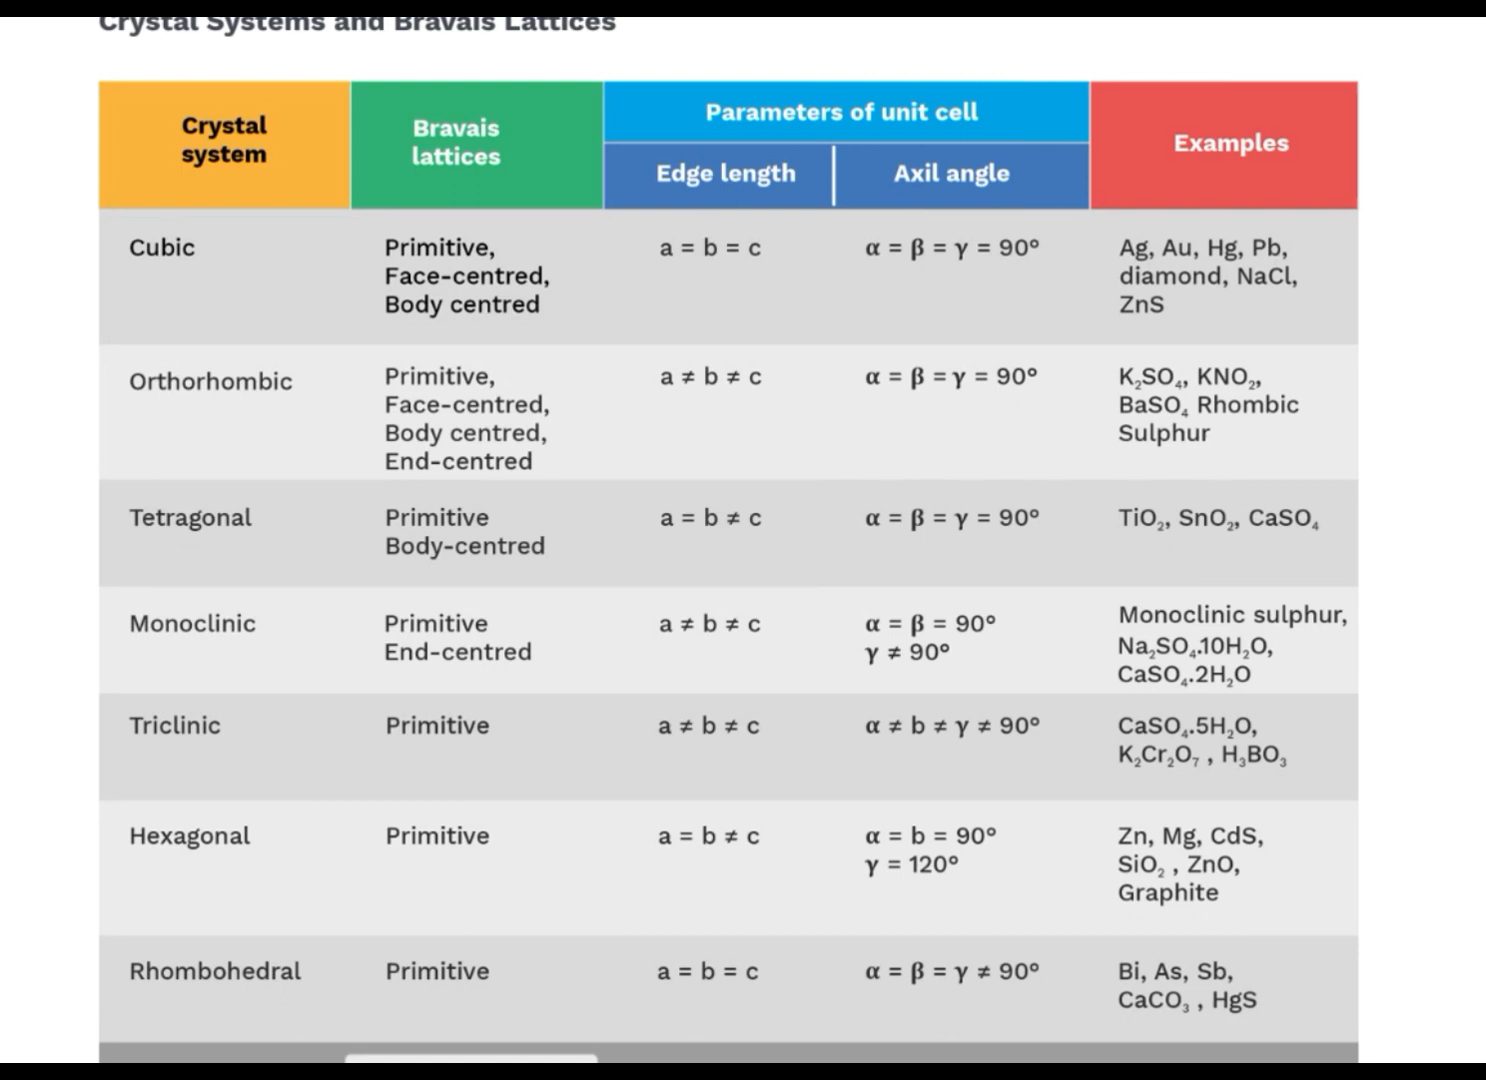 Crystal Systems and Bravais Lattices
Crystal system
Bravais lattices
Parameters of unit cell
Edge length
Axil angle
Examples
Cubic
Primitive,
Face-centred,
Body centred
a = b = c
α = β = γ = 90°
Ag, Au, Hg, Pb,
diamond, NaCl,
ZnS
Orthorhombic
Primitive,
Face-centred,
Body centred,
End-centred
a ≠ b ≠ c
α = β = γ = 90°
K₂SO₄, KNO₂,
BaSO₄ Rhombic
Sulphur
Tetragonal
Primitive
Body-centred
a = b ≠ c
α = β = γ = 90°
TiO₂, SnO₂, CaSO₄
Monoclinic
Primitive
End-centred
a ≠ b ≠ c
α = β = 90°
γ ≠ 90°
Monoclinic sulphur,
Na₂SO₄.10H₂O,
CaSO₄.2H₂O
Triclinic
Primitive
a ≠ b ≠ c
α ≠ b ≠ γ ≠ 90°
CaSO₄.5H₂O,
K₂Cr₂O₇ , H₃BO₃
Hexagonal
Primitive
a = b ≠ c
α = b = 90°
γ = 120°
Zn, Mg, CdS,
SiO₂ , ZnO,
Graphite
Rhombohedral
Primitive
a = b = c
α = β = γ ≠ 90°
Bi, As, Sb,
CaCO₃ , HgS